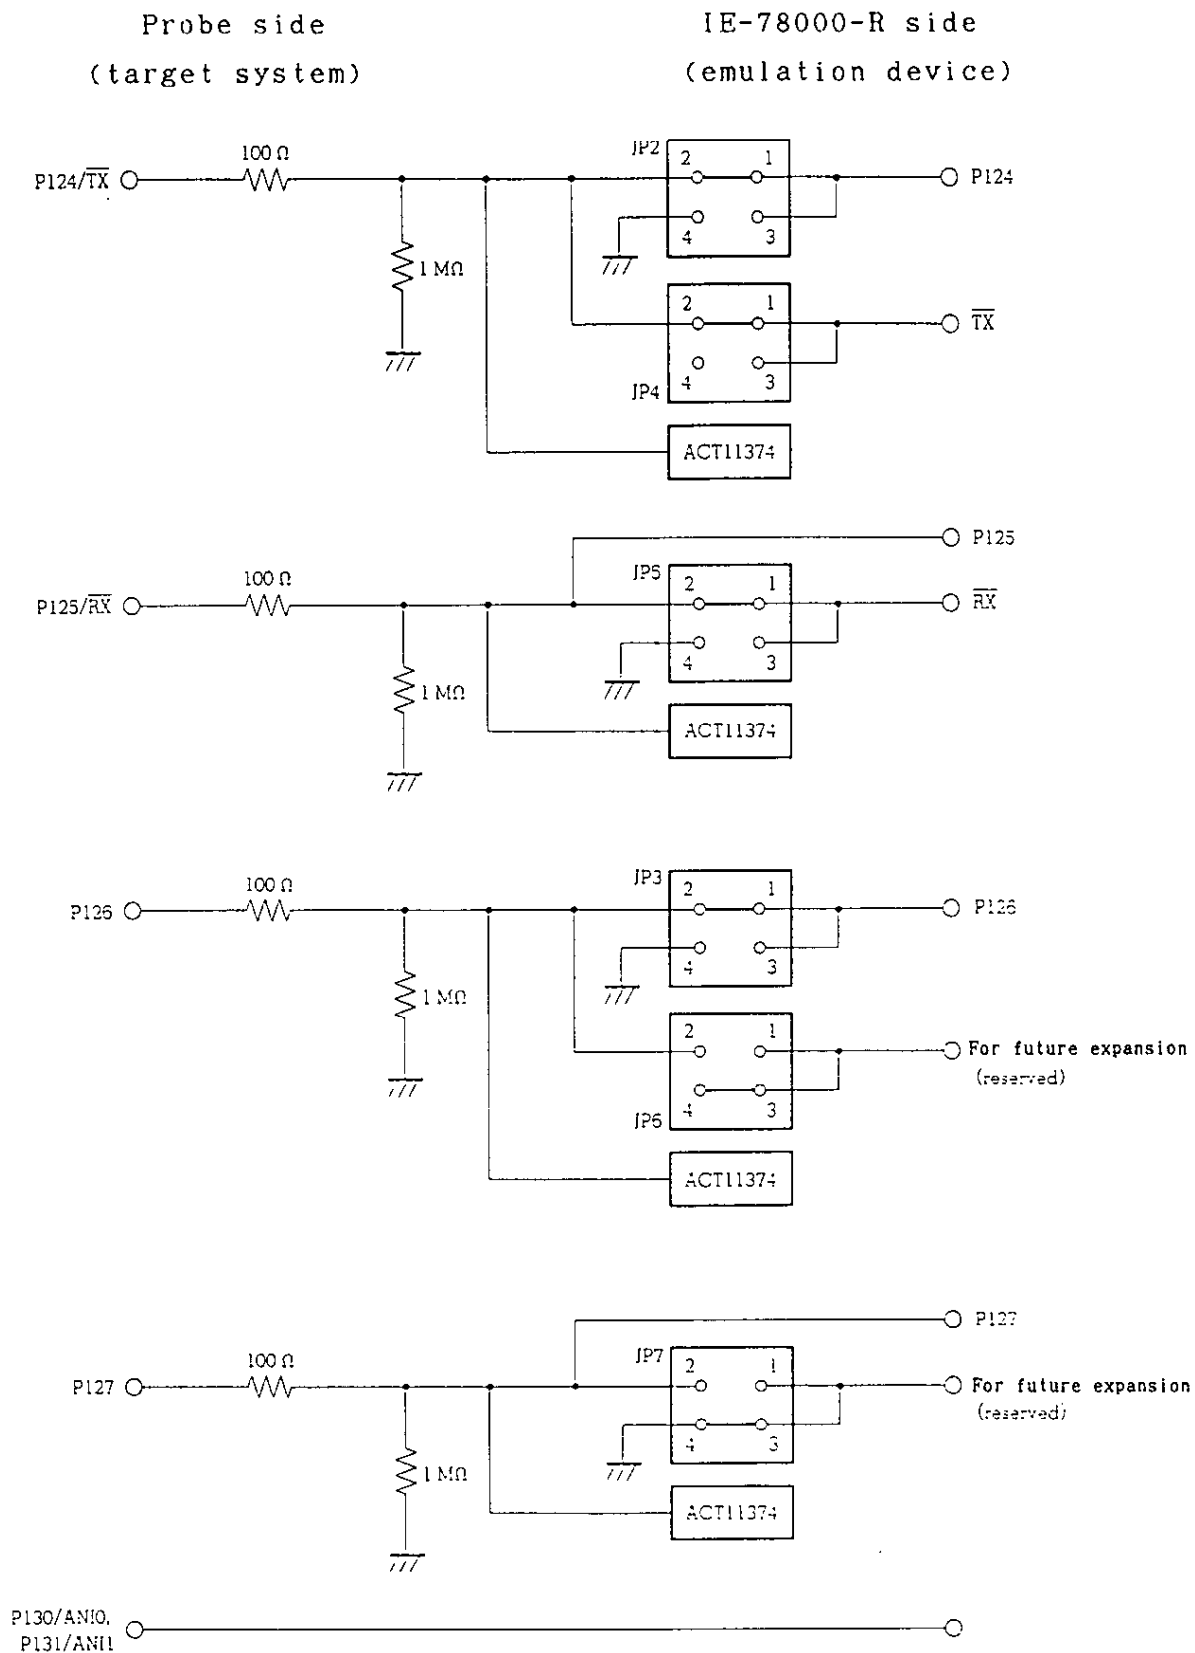 Probe side
(target system)
IE-78000-R side
(emulation device)
P124/TX
100 Ω
1 MΩ
JP2
2 1
4 3
P124
2 1
4 3
JP4
TX
ACT11374
P125
P125/RX
100 Ω
1 MΩ
JP5
2 1
4 3
RX
ACT11374
P126
100 Ω
1 MΩ
JP3
2 1
4 3
P126
2 1
4 3
JP6
For future expansion
(reserved)
ACT11374
P127
P127
100 Ω
1 MΩ
JP7
2 1
4 3
For future expansion
(reserved)
ACT11374
P130/ANI0,
P131/ANI1